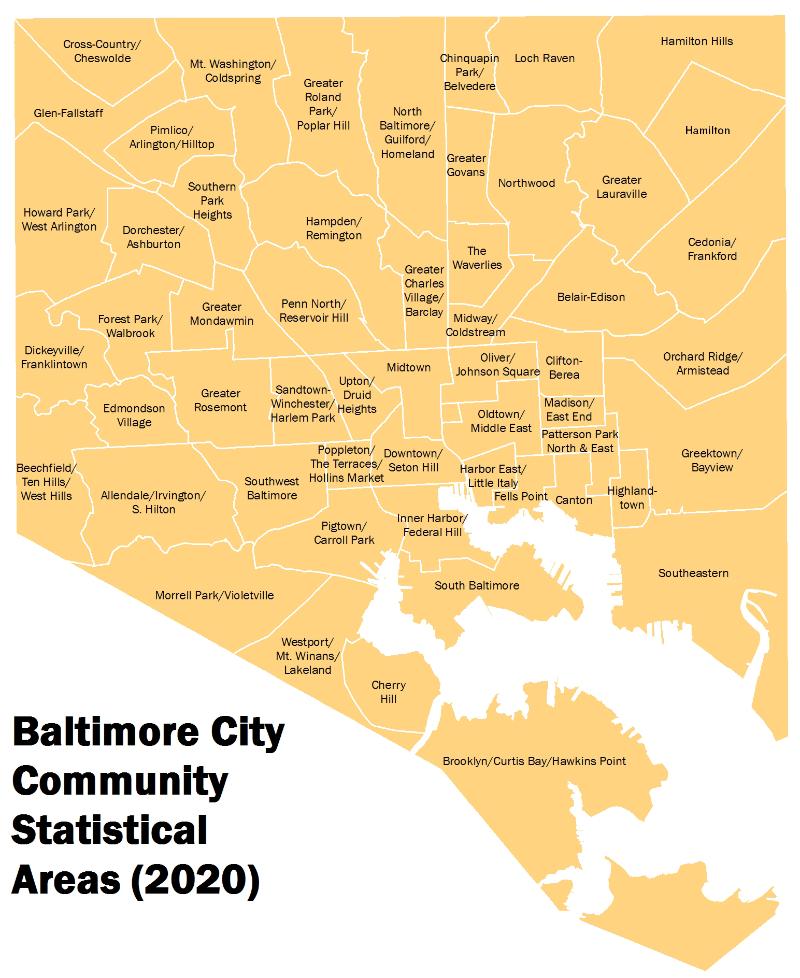 Cross-Country/
Cheswolde
Mt. Washington/
Coldspring
Greater
Roland
Park/
Poplar Hill
North
Baltimore/
Guilford/
Homeland
Chinquapin
Park/
Belvedere
Loch Raven
Hamilton Hills
Glen-Fallstaff
Pimlico/
Arlington/Hilltop
Hamilton
Greater
Govans
Northwood
Greater
Lauraville
Howard Park/
West Arlington
Dorchester/
Ashburton
Southern
Park
Heights
Hampden/
Remington
The
Waverlies
Cedonia/
Frankford
Greater
Charles
Village/
Barclay
Belair-Edison
Forest Park/
Walbrook
Greater
Mondawmin
Penn North/
Reservoir Hill
Midway/
Coldstream
Dickeyville/
Franklintown
Midtown
Oliver/
Johnson Square
Clifton-
Berea
Orchard Ridge/
Armistead
Edmondson
Village
Greater
Rosemont
Sandtown-
Winchester/
Harlem Park
Upton/
Druid
Heights
Oldtown/
Middle East
Madison/
East End
Patterson Park
North & East
Beechfield/
Ten Hills/
West Hills
Allendale/Irvington/
S. Hilton
Southwest
Baltimore
Poppleton/
The Terraces/
Hollins Market
Downtown/
Seton Hill
Harbor East/
Little Italy
Fells Point
Canton
Highland-
town
Greektown/
Bayview
Pigtown/
Carroll Park
Inner Harbor/
Federal Hill
Southeastern
South Baltimore
Morrell Park/Violetville
Westport/
Mt. Winans/
Lakeland
Cherry
Hill
Brooklyn/Curtis Bay/Hawkins Point
Baltimore City
Community
Statistical
Areas (2020)